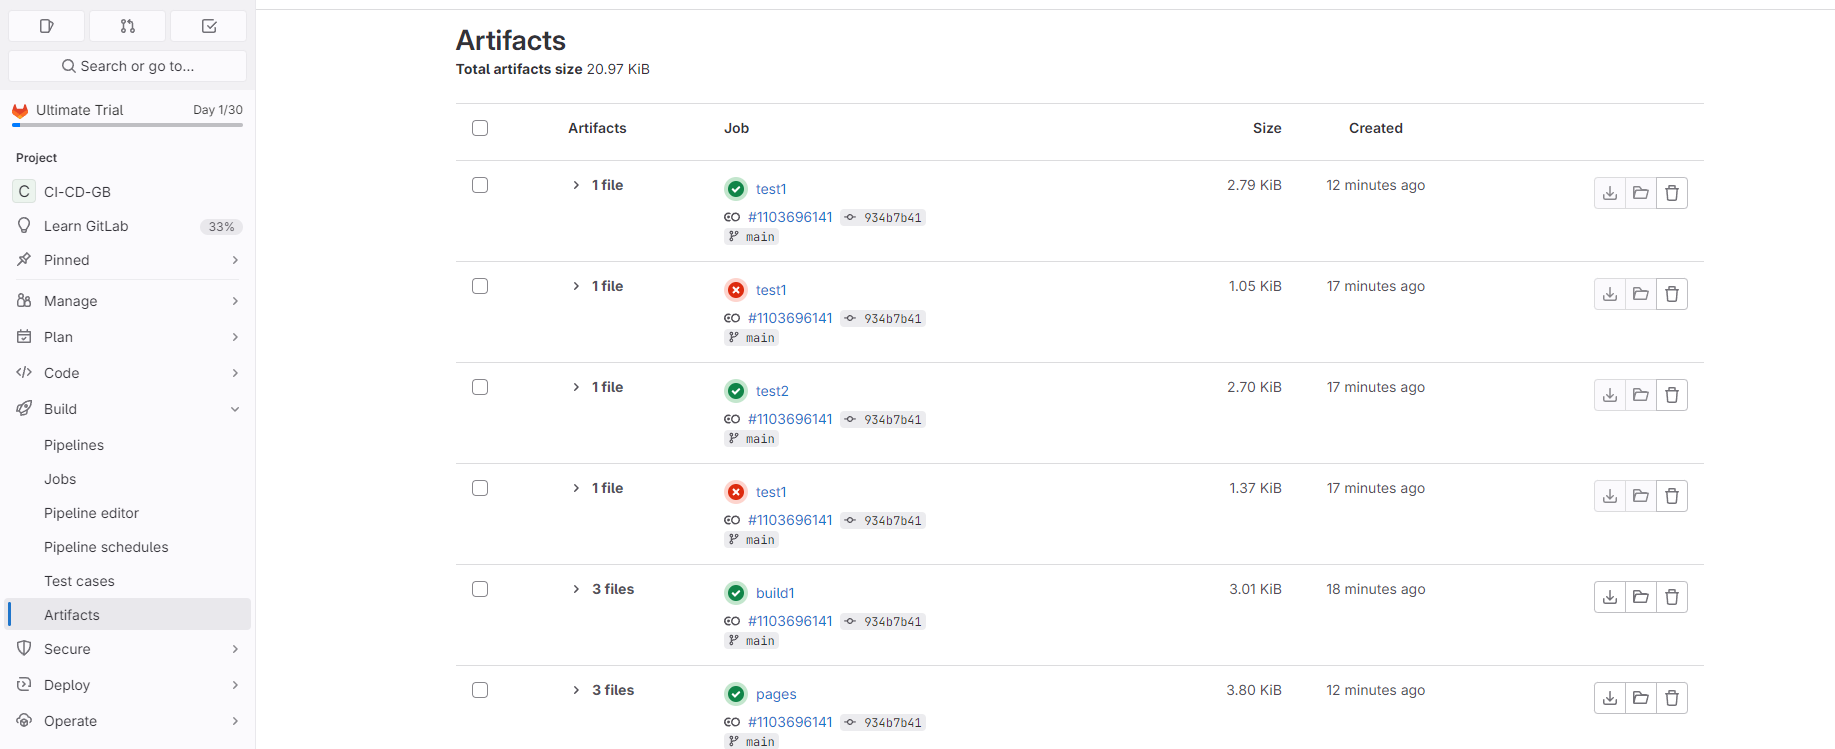 Search or go to...
Ultimate Trial Day 1/30
Project
C CI-CD-GB
Learn GitLab 33%
Pinned
Manage
Plan
Code
Build
Pipelines
Jobs
Pipeline editor
Pipeline schedules
Test cases
Artifacts
Secure
Deploy
Operate
Artifacts
Total artifacts size 20.97 KiB
Artifacts Job Size Created
1 file test1 2.79 KiB 12 minutes ago
#1103696141 934b7b41
main
1 file test1 1.05 KiB 17 minutes ago
#1103696141 934b7b41
main
1 file test2 2.70 KiB 17 minutes ago
#1103696141 934b7b41
main
1 file test1 1.37 KiB 17 minutes ago
#1103696141 934b7b41
main
3 files build1 3.01 KiB 18 minutes ago
#1103696141 934b7b41
main
3 files pages 3.80 KiB 12 minutes ago
#1103696141 934b7b41
main